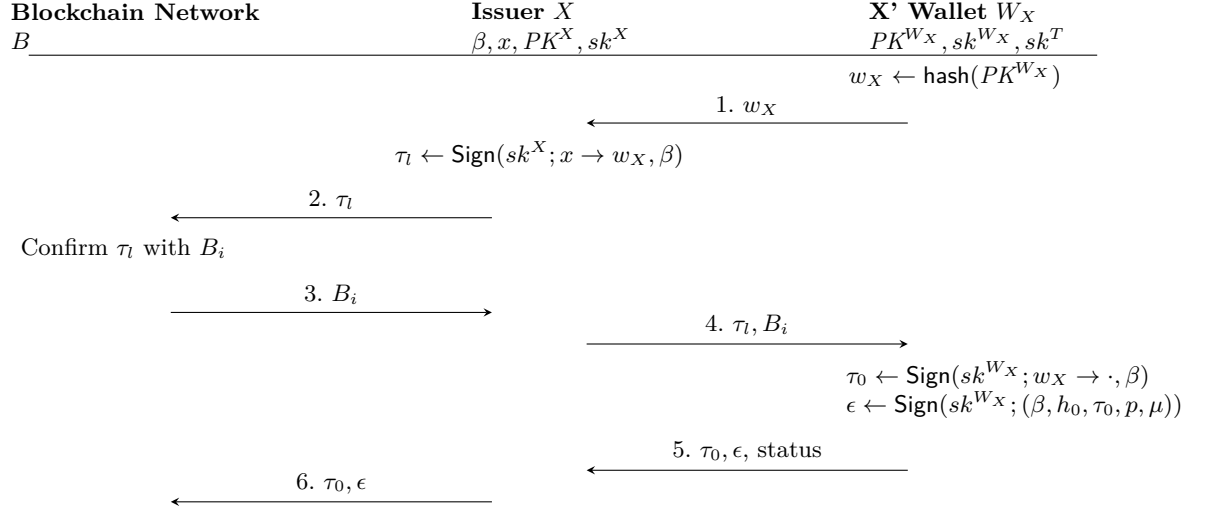 Blockchain Network Issuer X X' Wallet W_X
B β, x, PK^X, sk^X PK^{W_X}, sk^{W_X}, sk^T
w_X ← hash(PK^{W_X})
1. w_X
τ_l ← Sign(sk^X; x → w_X, β)
2. τ_l
Confirm τ_l with B_i
3. B_i
4. τ_l, B_i
τ_0 ← Sign(sk^{W_X}; w_X → ·, β)
ϵ ← Sign(sk^{W_X}; (β, h_0, τ_0, p, μ))
5. τ_0, ϵ, status
6. τ_0, ϵ